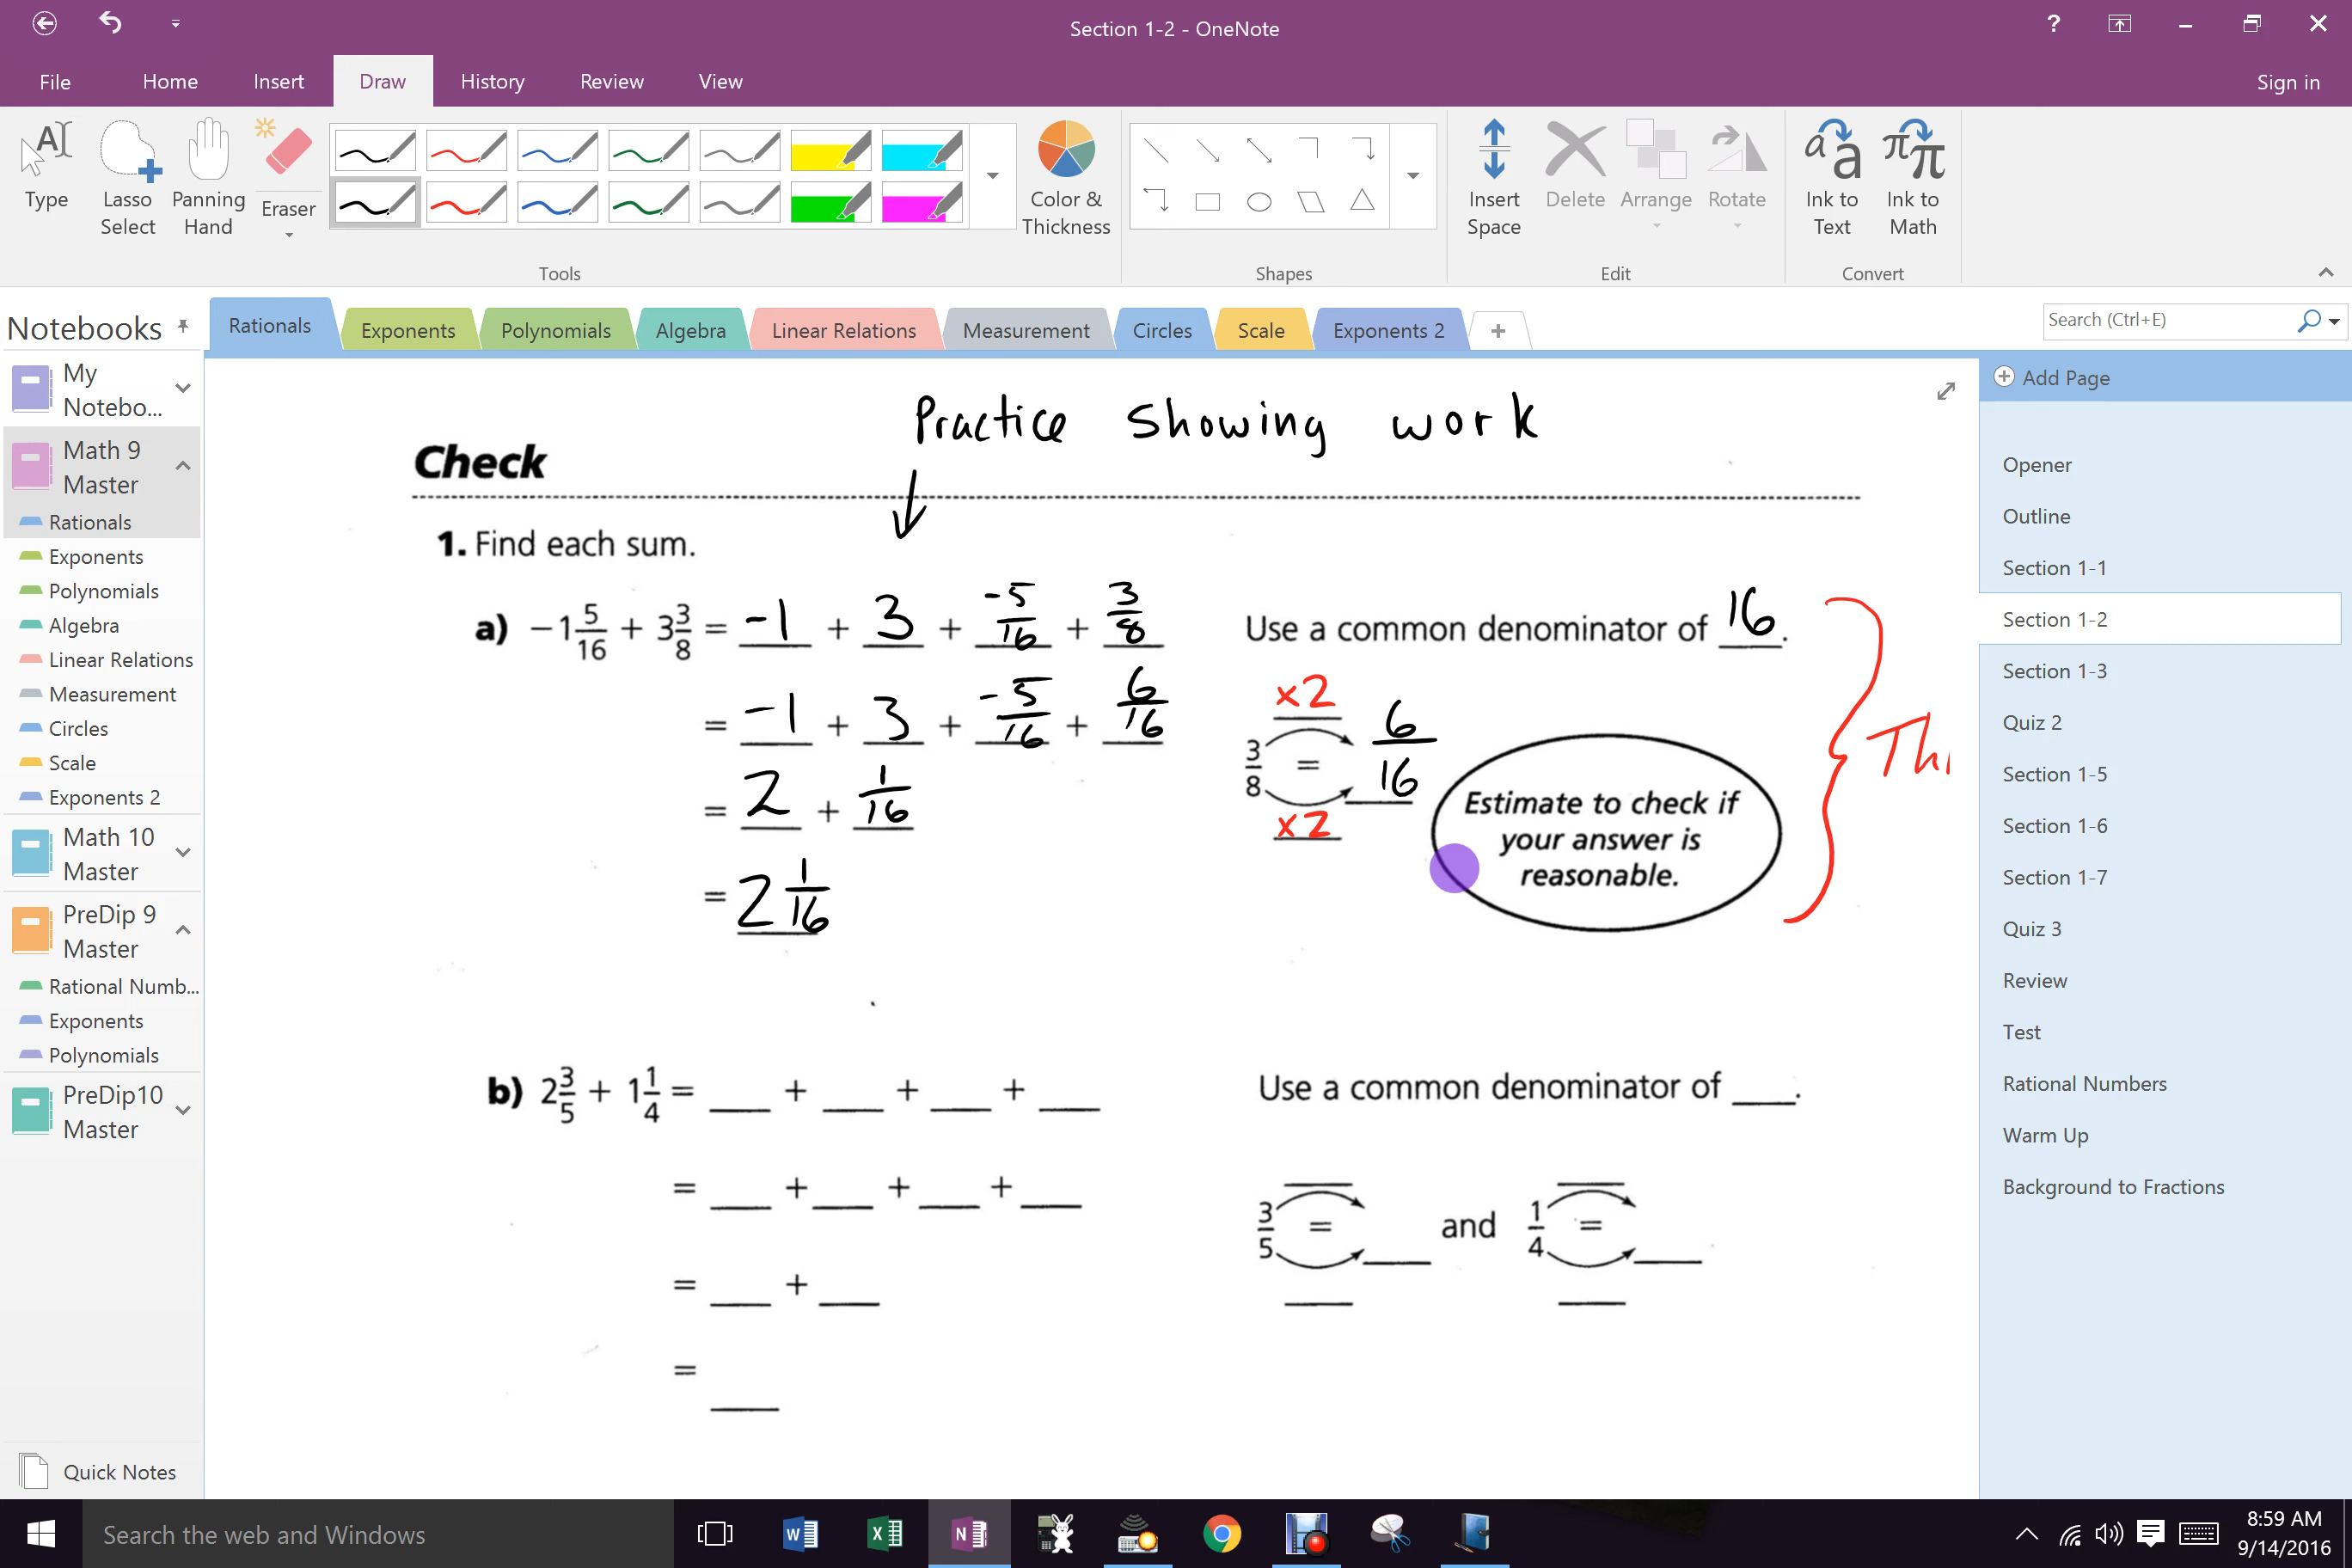 Section 1-2 - OneNote
?
File Home Insert Draw History Review View Sign in
Type
Lasso Select
Panning Hand
Eraser
Color & Thickness
Insert Space
Delete
Arrange
Rotate
Ink to Text
Ink to Math
Tools Shapes Edit Convert
Notebooks
Rationals Exponents Polynomials Algebra Linear Relations Measurement Circles Scale Exponents 2 +
Search (Ctrl+E)
My Notebo...
Math 9 Master
Rationals
Exponents
Polynomials
Algebra
Linear Relations
Measurement
Circles
Scale
Exponents 2
Math 10 Master
PreDip 9 Master
Rational Numb...
Exponents
Polynomials
PreDip10 Master
Quick Notes
Practice Showing work
Check
1. Find each sum.
a) −1 5/16 + 3 3/8 = -1 + 3 + -5/16 + 3/8
= -1 + 3 + -5/16 + 6/16
= 2 + 1/16
= 2 1/16
Use a common denominator of 16.
×2
3/8 = 6/16
×2
Estimate to check if
your answer is
reasonable.
b) 2 3/5 + 1 1/4 = ___ + ___ + ___ + ___
= ___ + ___ + ___ + ___
= ___ + ___
= ___
Use a common denominator of ___.
3/5 = ___ and 1/4 = ___
Add Page
Opener
Outline
Section 1-1
Section 1-2
Section 1-3
Quiz 2
Section 1-5
Section 1-6
Section 1-7
Quiz 3
Review
Test
Rational Numbers
Warm Up
Background to Fractions
Search the web and Windows
8:59 AM
9/14/2016